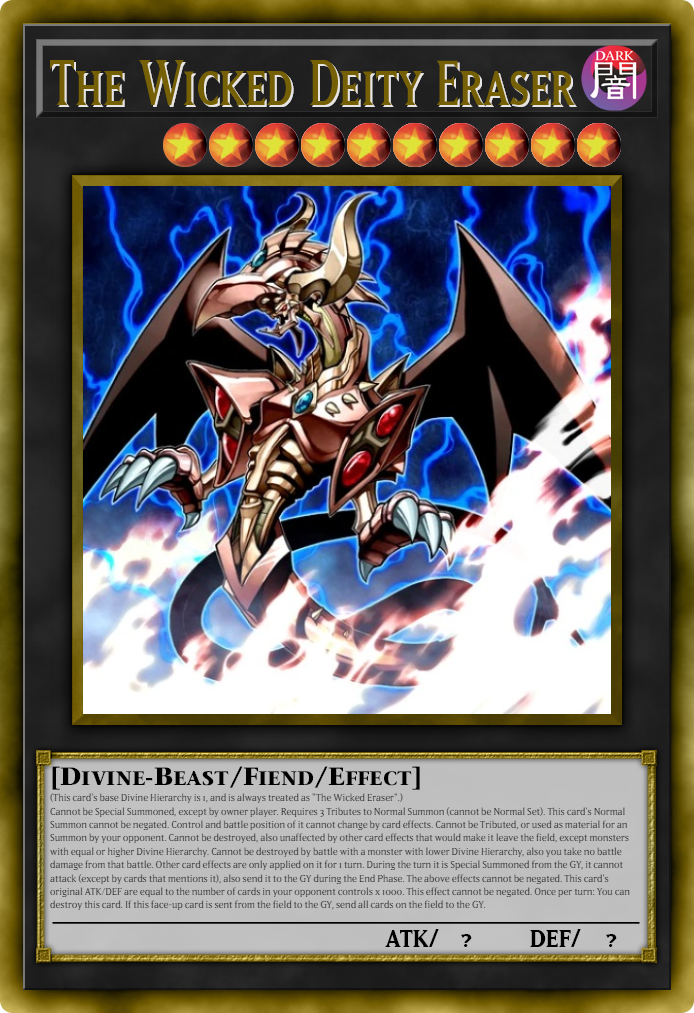 THE WICKED DEITY ERASER
DARK
闇
[DIVINE-BEAST/FIEND/EFFECT]
(This card's base Divine Hierarchy is 1, and is always treated as "The Wicked Eraser".)
Cannot be Special Summoned, except by owner player. Requires 3 Tributes to Normal Summon (cannot be Normal Set). This card's Normal
Summon cannot be negated. Control and battle position of it cannot change by card effects. Cannot be Tributed, or used as material for an
Summon by your opponent. Cannot be destroyed, also unaffected by other card effects that would make it leave the field, except monsters
with equal or higher Divine Hierarchy. Cannot be destroyed by battle with a monster with lower Divine Hierarchy, also you take no battle
damage from that battle. Other card effects are only applied on it for 1 turn. During the turn it is Special Summoned from the GY, it cannot
attack (except by cards that mentions it), also send it to the GY during the End Phase. The above effects cannot be negated. This card's
original ATK/DEF are equal to the number of cards in your opponent controls x 1000. This effect cannot be negated. Once per turn: You can
destroy this card. If this face-up card is sent from the field to the GY, send all cards on the field to the GY.
ATK/ ? DEF/ ?